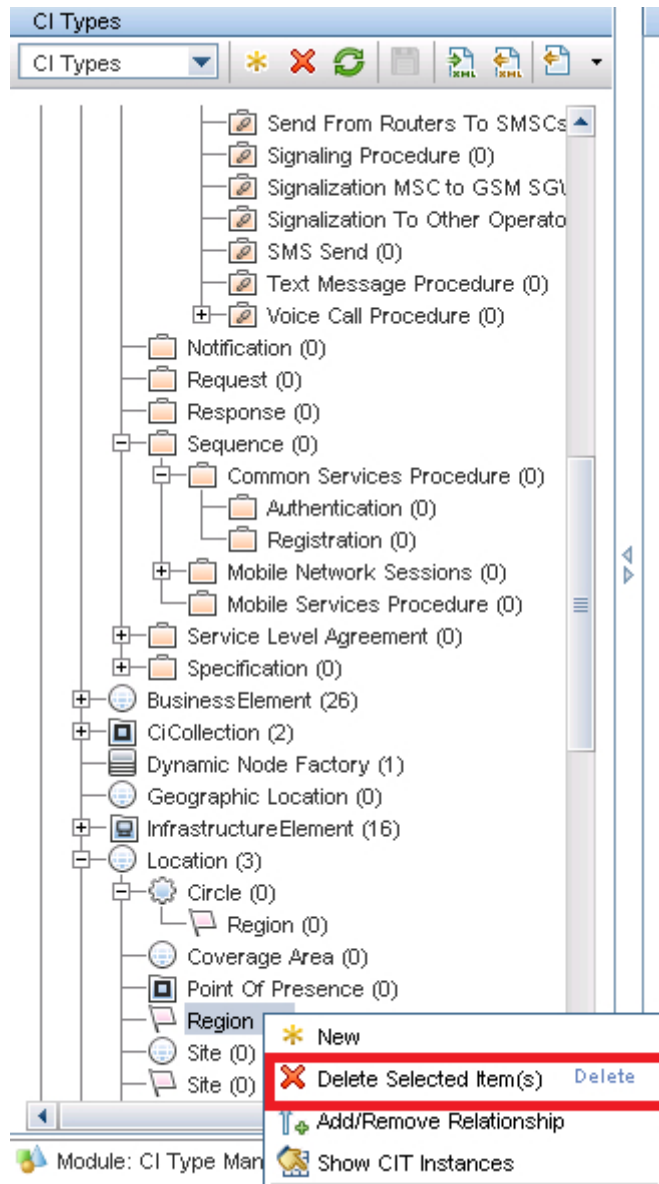 CI Types
CI Types
XML
XML
Send From Routers To SMSCs
Signaling Procedure (0)
Signalization MSC to GSM
Signalization To Other Operato
SMS Send (0)
Text Message Procedure (0)
Voice Call Procedure (0)
Notification (0)
Request (0)
Response (0)
Sequence (0)
Common Services Procedure (0)
Authentication (0)
Registration (0)
Mobile Network Sessions (0)
Mobile Services Procedure (0)
Service Level Agreement (0)
Specification (0)
BusinessElement (26)
CiCollection (2)
Dynamic Node Factory (1)
Geographic Location (0)
InfrastructureElement (16)
Location (3)
Circle (0)
Region (0)
Coverage Area (0)
Point Of Presence (0)
Region
Site (0)
Site (0)
New
Delete Selected Item(s) Delete
Add/Remove Relationship
Show CIT Instances
Module: CI Type Man